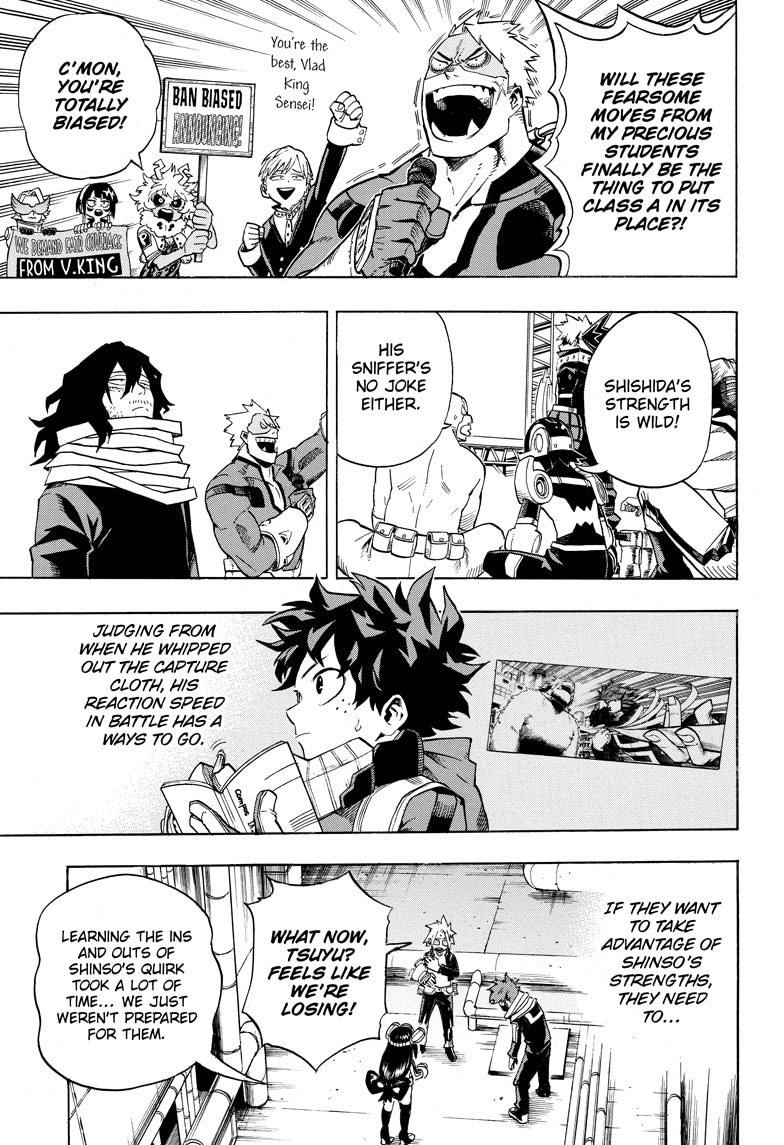 WILL THESE
FEARSOME
MOVES FROM
MY PRECIOUS
STUDENTS
FINALLY BE THE
THING TO PUT
CLASS A IN ITS
PLACE?!
You're the
best, Vlad
King
Sensei!
BAN BIASED
ANNOUNCING!
C'MON,
YOU'RE
TOTALLY
BIASED!
WE DEMAND FAIR COVERAGE
FROM V.KING
SHISHIDA'S
STRENGTH
IS WILD!
HIS
SNIFFER'S
NO JOKE
EITHER.
JUDGING FROM
WHEN HE WHIPPED
OUT THE CAPTURE
CLOTH, HIS
REACTION SPEED
IN BATTLE HAS A
WAYS TO GO.
Campus
IF THEY WANT
TO TAKE
ADVANTAGE OF
SHINSO'S
STRENGTHS,
THEY NEED
TO...
WHAT NOW,
TSUYU?
FEELS LIKE
WE'RE
LOSING!
LEARNING THE INS
AND OUTS OF
SHINSO'S QUIRK
TOOK A LOT OF
TIME... WE JUST
WEREN'T PREPARED
FOR THEM.